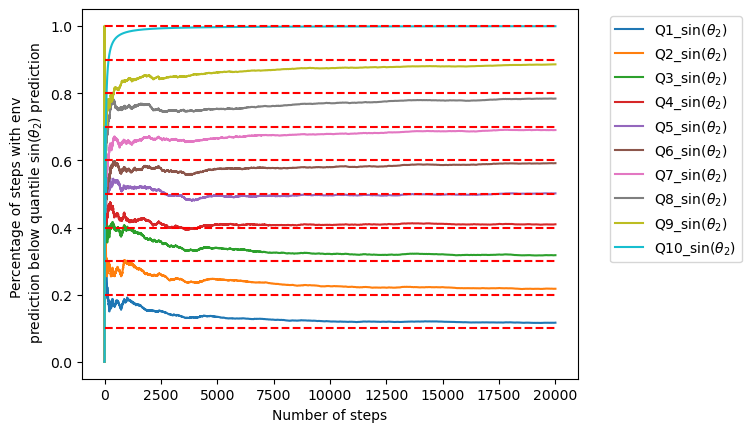 Percentage of steps with env
prediction below quantile sin(θ₂) prediction
1.0
0.8
0.6
0.4
0.2
0.0
0
2500
5000
7500
10000
12500
15000
17500
20000
Number of steps
Q1_sin(θ₂)
Q2_sin(θ₂)
Q3_sin(θ₂)
Q4_sin(θ₂)
Q5_sin(θ₂)
Q6_sin(θ₂)
Q7_sin(θ₂)
Q8_sin(θ₂)
Q9_sin(θ₂)
Q10_sin(θ₂)